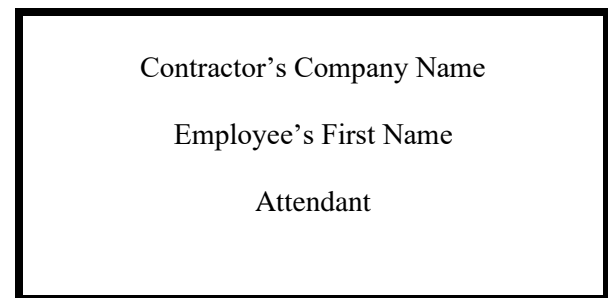 Contractor’s Company Name
Employee’s First Name
Attendant